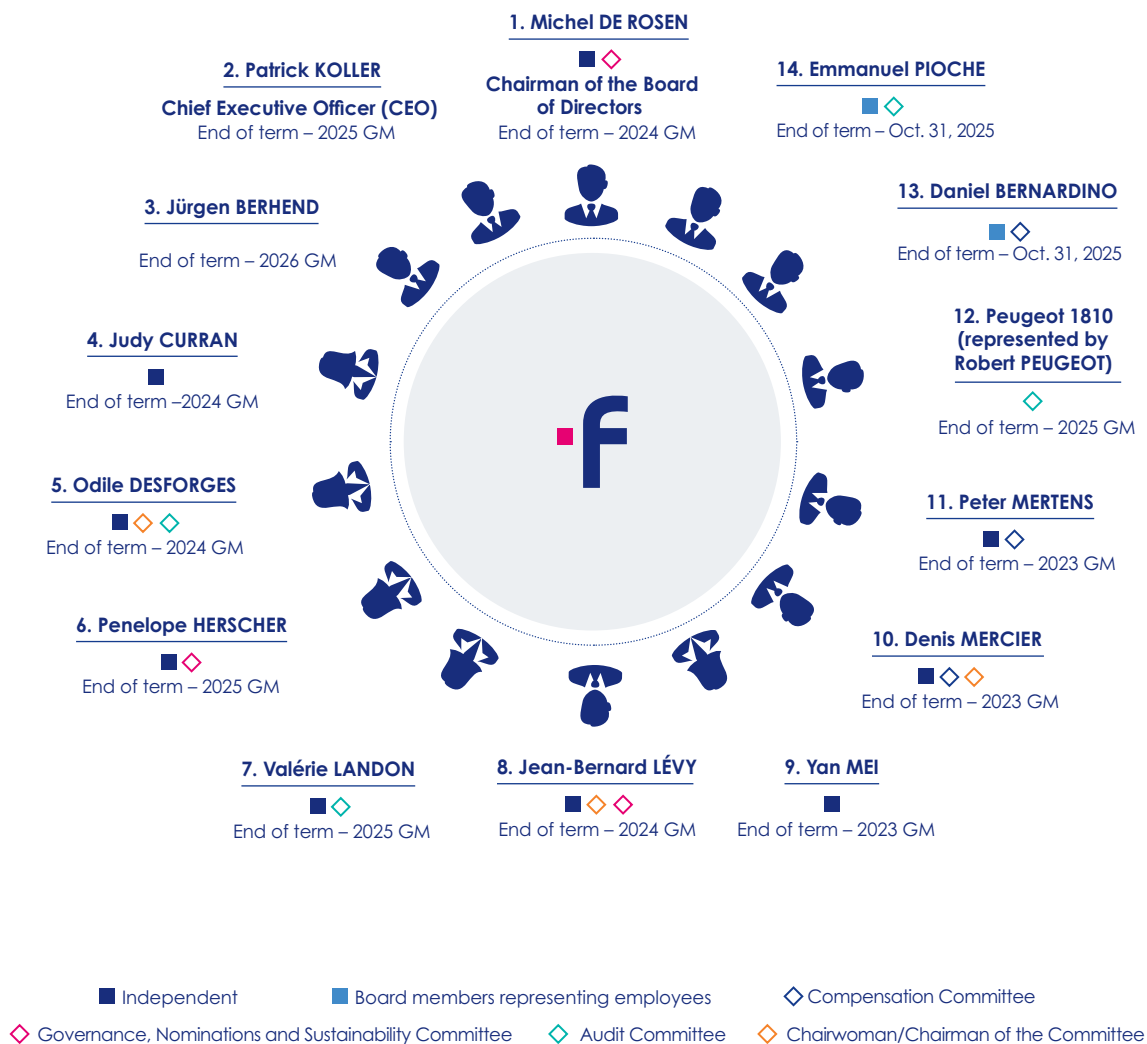 1. Michel DE ROSEN
Chairman of the Board
of Directors
End of term – 2024 GM
2. Patrick KOLLER
Chief Executive Officer (CEO)
End of term – 2025 GM
14. Emmanuel PIOCHE
End of term – Oct. 31, 2025
3. Jürgen BERHEND
End of term – 2026 GM
13. Daniel BERNARDINO
End of term – Oct. 31, 2025
4. Judy CURRAN
End of term –2024 GM
12. Peugeot 1810
(represented by
Robert PEUGEOT)
End of term – 2025 GM
5. Odile DESFORGES
End of term – 2024 GM
11. Peter MERTENS
End of term – 2023 GM
6. Penelope HERSCHER
End of term – 2025 GM
10. Denis MERCIER
End of term – 2023 GM
7. Valérie LANDON
End of term – 2025 GM
8. Jean-Bernard LÉVY
End of term – 2024 GM
9. Yan MEI
End of term – 2023 GM
f
Independent
Board members representing employees
Compensation Committee
Governance, Nominations and Sustainability Committee
Audit Committee
Chairwoman/Chairman of the Committee